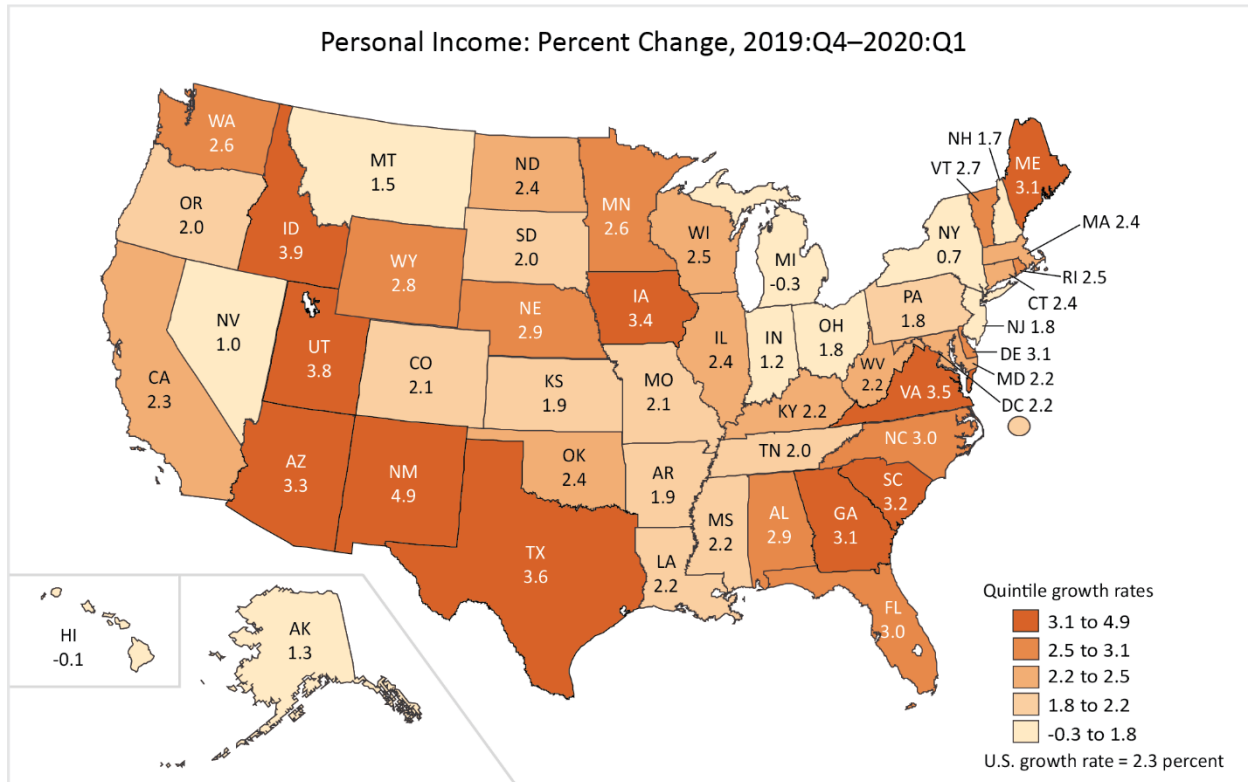 Personal Income: Percent Change, 2019:Q4–2020:Q1
WA
2.6
OR
2.0
CA
2.3
NV
1.0
ID
3.9
MT
1.5
WY
2.8
UT
3.8
CO
2.1
AZ
3.3
NM
4.9
ND
2.4
SD
2.0
NE
2.9
KS
1.9
OK
2.4
TX
3.6
MN
2.6
IA
3.4
MO
2.1
AR
1.9
LA
2.2
WI
2.5
IL
2.4
MI
-0.3
IN
1.2
OH
1.8
KY 2.2
TN 2.0
MS
2.2
AL
2.9
GA
3.1
FL
3.0
SC
3.2
NC 3.0
VA 3.5
WV
2.2
PA
1.8
NY
0.7
NH 1.7
VT 2.7
ME
3.1
MA 2.4
RI 2.5
CT 2.4
NJ 1.8
DE 3.1
MD 2.2
DC 2.2
HI
-0.1
AK
1.3
Quintile growth rates
3.1 to 4.9
2.5 to 3.1
2.2 to 2.5
1.8 to 2.2
-0.3 to 1.8
U.S. growth rate = 2.3 percent